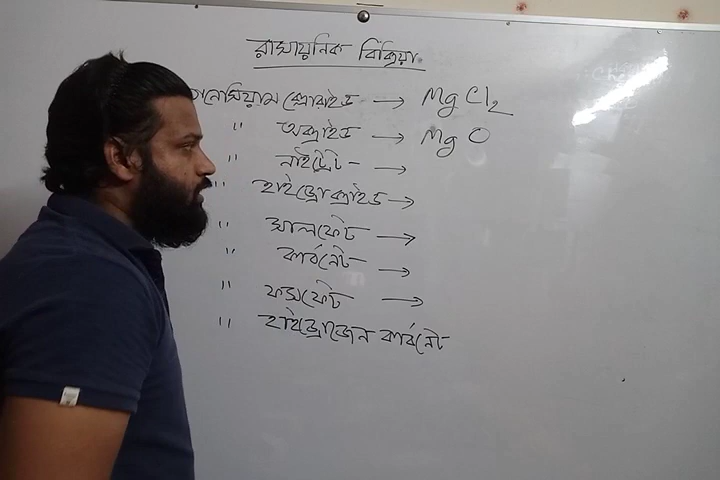 রাসায়নিক বিক্রিয়া
গনেসিয়াম ক্লোরাইড → MgCl₂
" অক্সাইড → MgO
" নাইট্রেট →
" হাইড্রোক্সাইড →
" সালফেট →
" কার্বনেট →
" ফসফেট →
" হাইড্রোজেন কার্বনেট